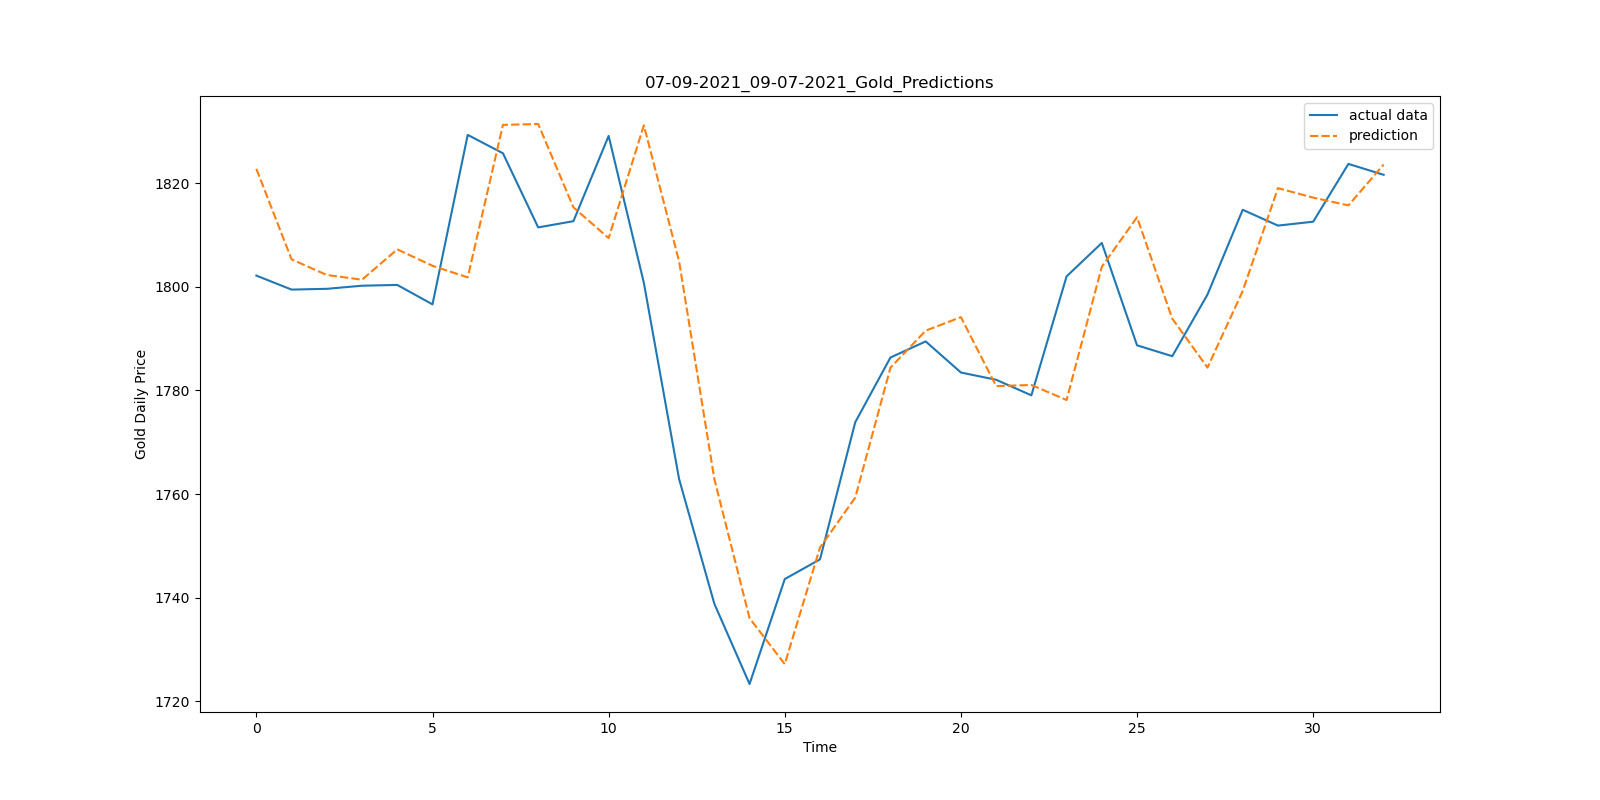 07-09-2021_09-07-2021_Gold_Predictions
actual data
prediction
1820
1800
1780
1760
1740
1720
Gold Daily Price
0 5 10 15 20 25 30
Time